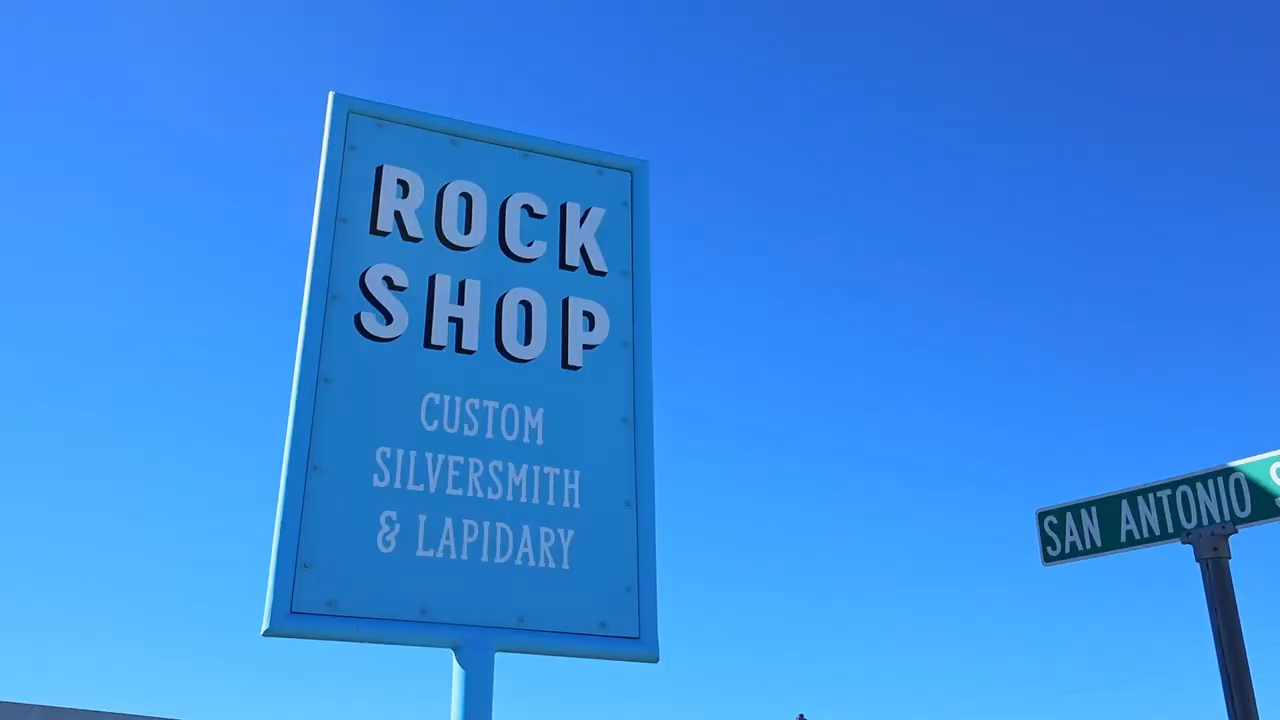 ROCK
SHOP
CUSTOM
SILVERSMITH
& LAPIDARY
SAN ANTONIO